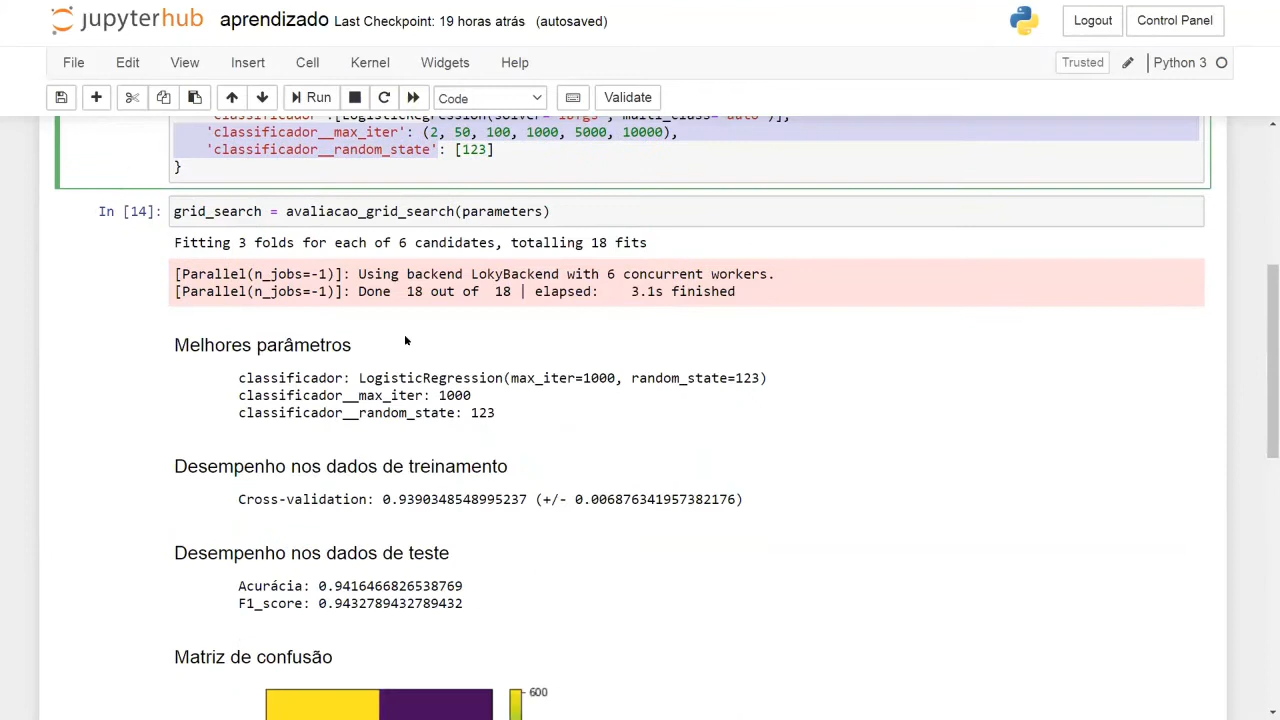 jupyterhub aprendizado Last Checkpoint: 19 horas atrás (autosaved) Logout Control Panel
File Edit View Insert Cell Kernel Widgets Help Trusted Python 3
Run Code Validate
'classificador__max_iter': (2, 50, 100, 1000, 5000, 10000),
'classificador__random_state': [123]
}
In [14]: grid_search = avaliacao_grid_search(parameters)
Fitting 3 folds for each of 6 candidates, totalling 18 fits
[Parallel(n_jobs=-1)]: Using backend LokyBackend with 6 concurrent workers.
[Parallel(n_jobs=-1)]: Done 18 out of 18 | elapsed: 3.1s finished
Melhores parâmetros
classificador: LogisticRegression(max_iter=1000, random_state=123)
classificador__max_iter: 1000
classificador__random_state: 123
Desempenho nos dados de treinamento
Cross-validation: 0.9390348548995237 (+/- 0.006876341957382176)
Desempenho nos dados de teste
Acurácia: 0.9416466826538769
F1_score: 0.9432789432789432
Matriz de confusão
600